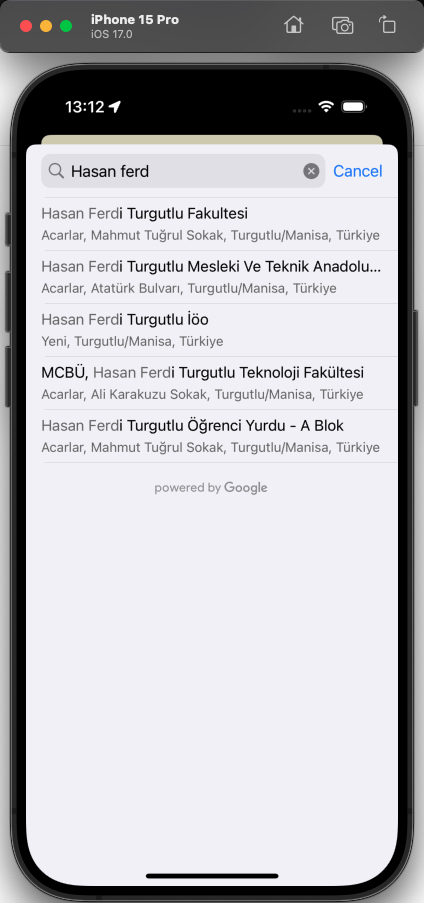 iPhone 15 Pro
iOS 17.0
13:12
Hasan ferd
Cancel
Hasan Ferdi Turgutlu Fakultesi
Acarlar, Mahmut Tuğrul Sokak, Turgutlu/Manisa, Türkiye
Hasan Ferdi Turgutlu Mesleki Ve Teknik Anadolu...
Acarlar, Atatürk Bulvarı, Turgutlu/Manisa, Türkiye
Hasan Ferdi Turgutlu İöo
Yeni, Turgutlu/Manisa, Türkiye
MCBÜ, Hasan Ferdi Turgutlu Teknoloji Fakültesi
Acarlar, Ali Karakuzu Sokak, Turgutlu/Manisa, Türkiye
Hasan Ferdi Turgutlu Öğrenci Yurdu - A Blok
Acarlar, Mahmut Tuğrul Sokak, Turgutlu/Manisa, Türkiye
powered by Google